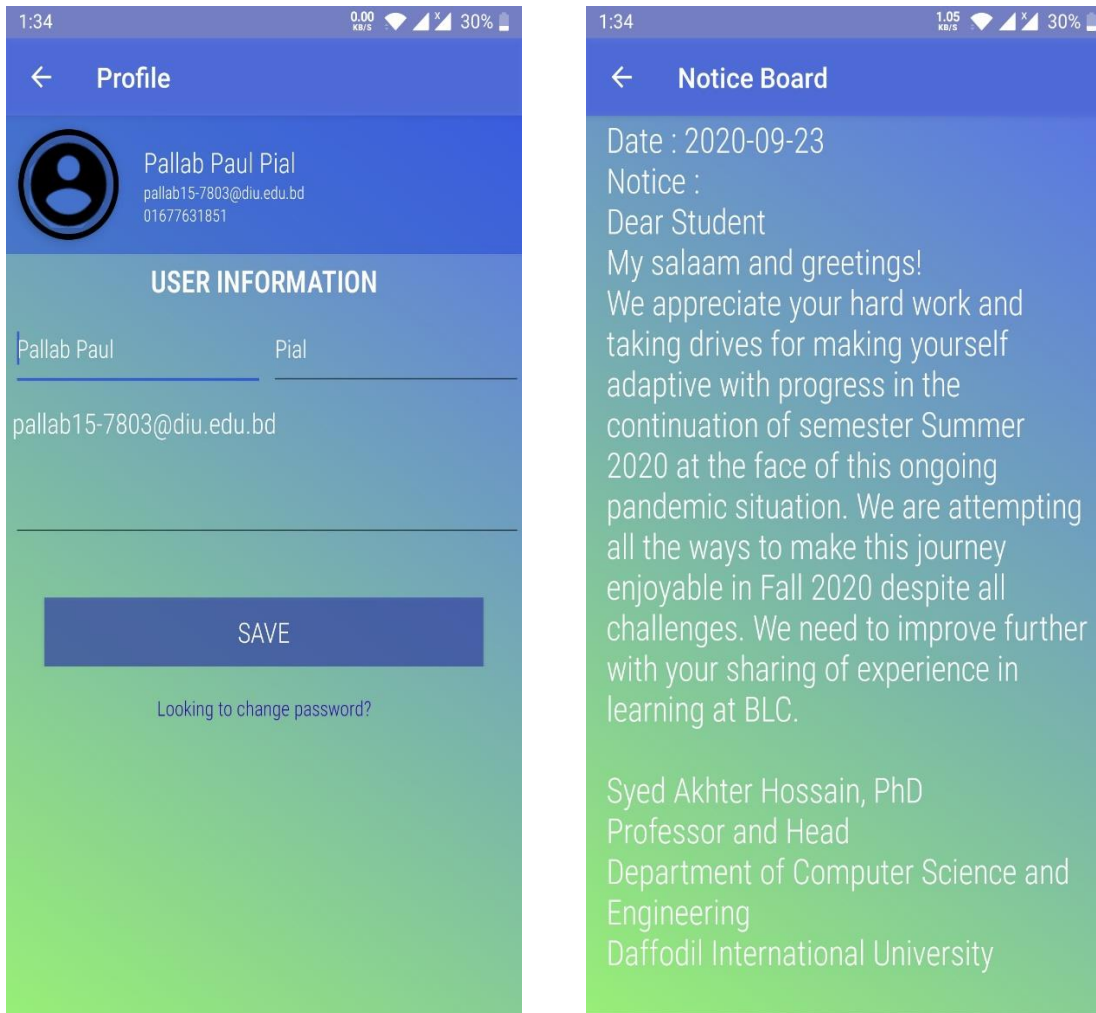 1:34 0.00 KB/S X 30%
Profile
Pallab Paul Pial
pallab15-7803@diu.edu.bd
01677631851
USER INFORMATION
Pallab Paul Pial
pallab15-7803@diu.edu.bd
SAVE
Looking to change password?
1:34 1.05 KB/S X 30%
Notice Board
Date : 2020-09-23
Notice :
Dear Student
My salaam and greetings!
We appreciate your hard work and
taking drives for making yourself
adaptive with progress in the
continuation of semester Summer
2020 at the face of this ongoing
pandemic situation. We are attempting
all the ways to make this journey
enjoyable in Fall 2020 despite all
challenges. We need to improve further
with your sharing of experience in
learning at BLC.
Syed Akhter Hossain, PhD
Professor and Head
Department of Computer Science and
Engineering
Daffodil International University